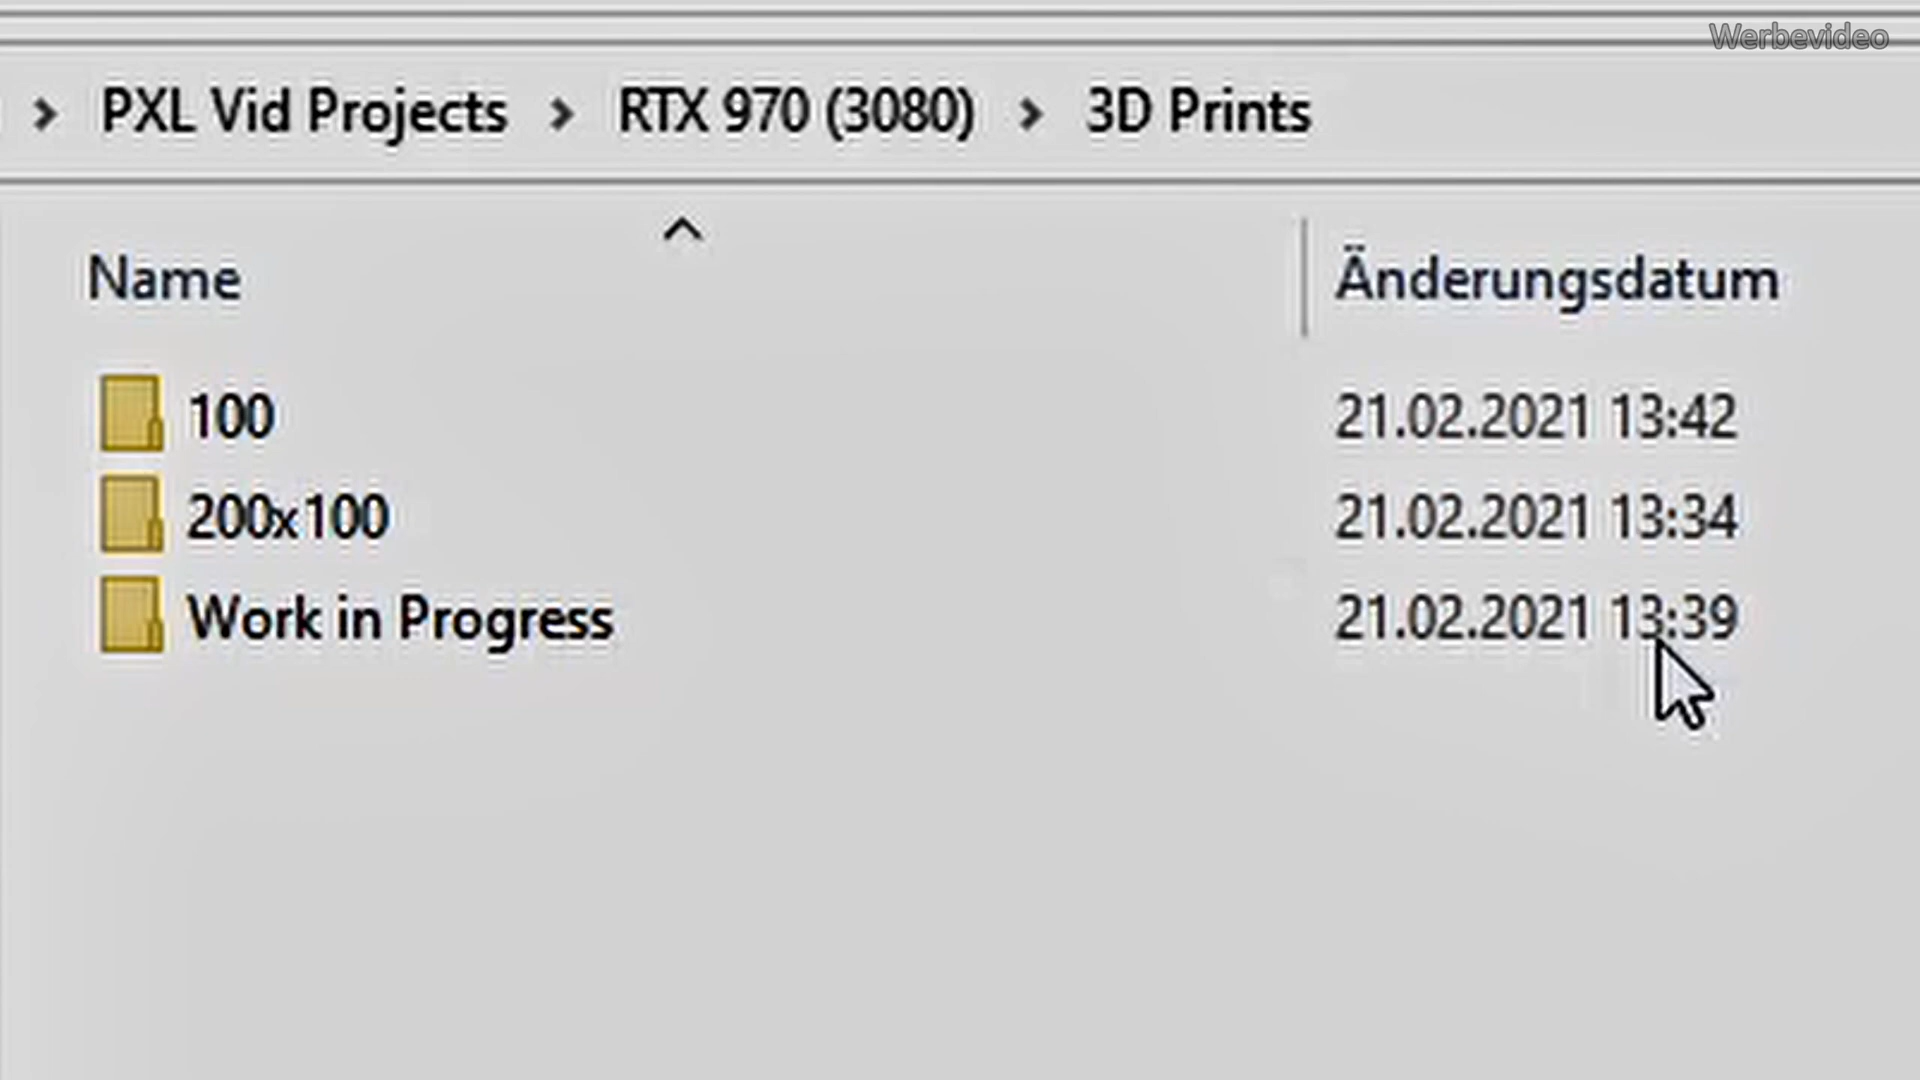 Werbevideo
> PXL Vid Projects > RTX 970 (3080) > 3D Prints
Name Änderungsdatum
100 21.02.2021 13:42
200x100 21.02.2021 13:34
Work in Progress 21.02.2021 13:39